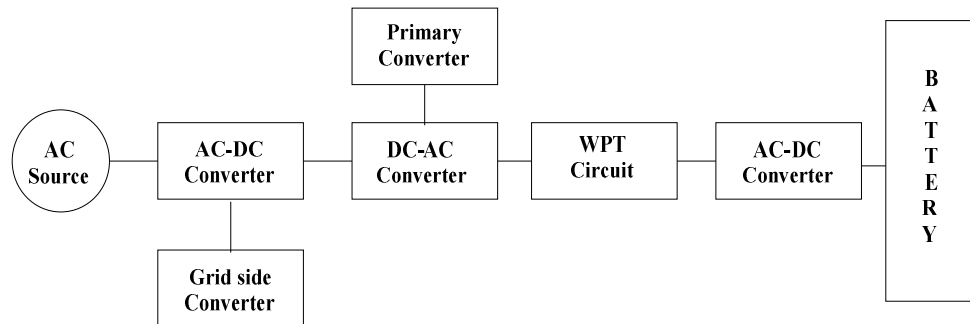 Primary
Converter
AC
Source
AC-DC
Converter
DC-AC
Converter
WPT
Circuit
AC-DC
Converter
B
A
T
T
E
R
Y
Grid side
Converter